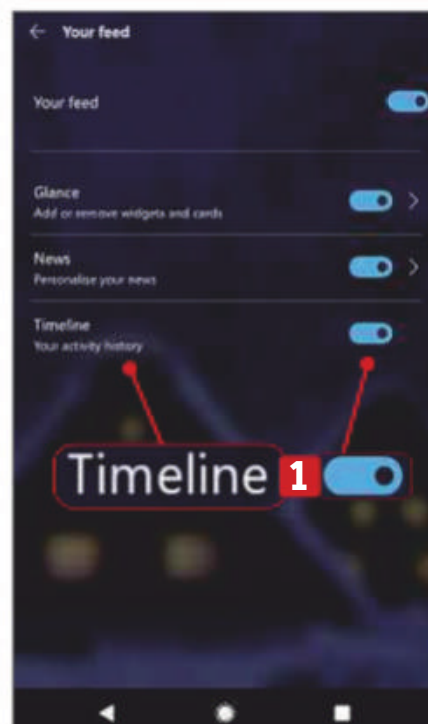 Your feed
Your feed
Glance
Add or remove widgets and cards
News
Personalise your news
Timeline
Your activity history
Timeline 1